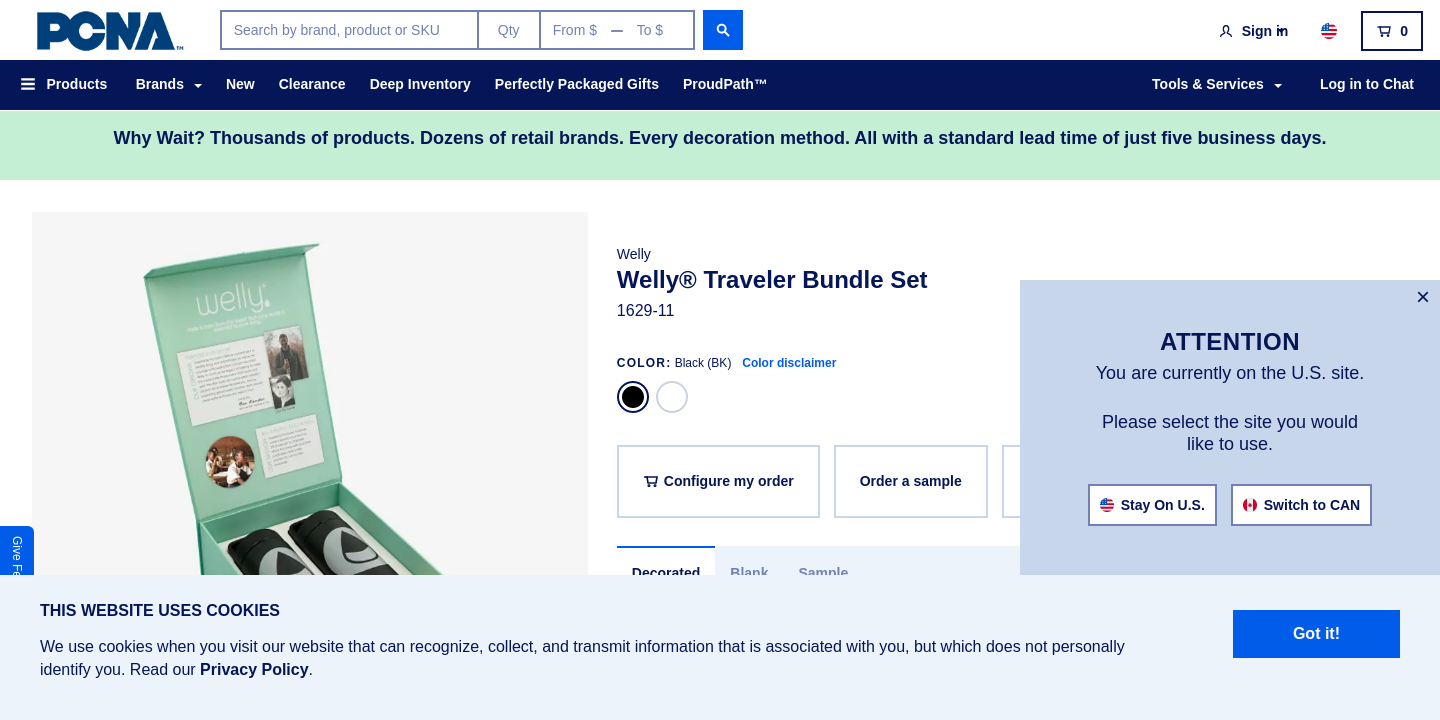 PCNA™
Search by brand, product or SKU
Qty
From $ — To $
Sign in
0
Products
Brands
New
Clearance
Deep Inventory
Perfectly Packaged Gifts
ProudPath™
Tools & Services
Log in to Chat
Why Wait? Thousands of products. Dozens of retail brands. Every decoration method. All with a standard lead time of just five business days.
welly
Welly
Welly® Traveler Bundle Set
1629-11
COLOR: Black (BK) Color disclaimer
Configure my order
Order a sample
Decorated
Blank
Sample
×
ATTENTION
You are currently on the U.S. site.
Please select the site you would
like to use.
Stay On U.S.
Switch to CAN
Give
THIS WEBSITE USES COOKIES
We use cookies when you visit our website that can recognize, collect, and transmit information that is associated with you, but which does not personally
identify you. Read our Privacy Policy.
Got it!